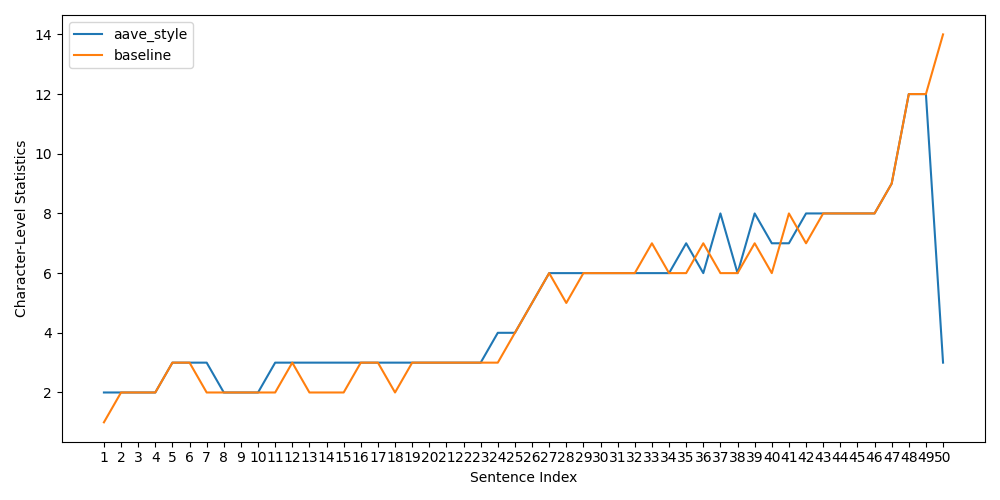 aave_style
baseline
14
12
10
8
6
4
2
Character-Level Statistics
1 2 3 4 5 6 7 8 9 10 11 12 13 14 15 16 17 18 19 20 21 22 23 24 25 26 27 28 29 30 31 32 33 34 35 36 37 38 39 40 41 42 43 44 45 46 47 48 49 50
Sentence Index